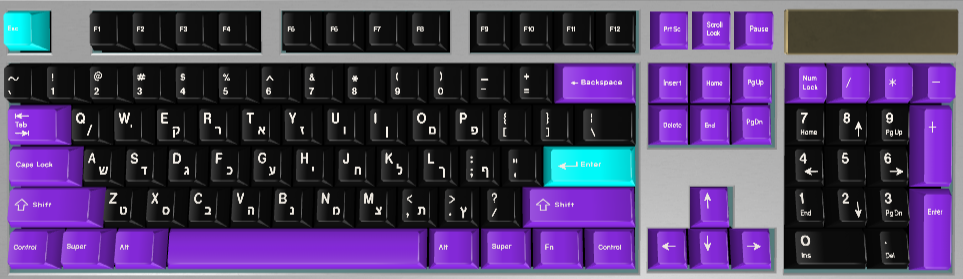 Esc F1 F2 F3 F4 F5 F6 F7 F8 F9 F10 F11 F12 Prt Sc Scroll Lock Pause
~ ! 1 @ 2 # 3 $ 4 % 5 ^ 6 & 7 * 8 ( 9 ) 0 _ - + = ← Backspace Insert Home PgUp Num Lock / * −
Tab Q / W ' E ק R ר T א Y ט U ו I ן O ם P פ { [ } ] | \ Delete End PgDn 7 Home 8 ↑ 9 PgUp +
Caps Lock A ש S ד D ג F כ G ע H י J ח K ל L ך : ; ף " , Enter 4 ← 5 6 →
Shift Z ז X ס C ב V ה B נ N מ M צ < ת > ץ ? / Shift ↑ 1 End 2 ↓ 3 PgDn Enter
Control Super Alt Alt Super Fn Control ← ↓ → 0 Ins . Del